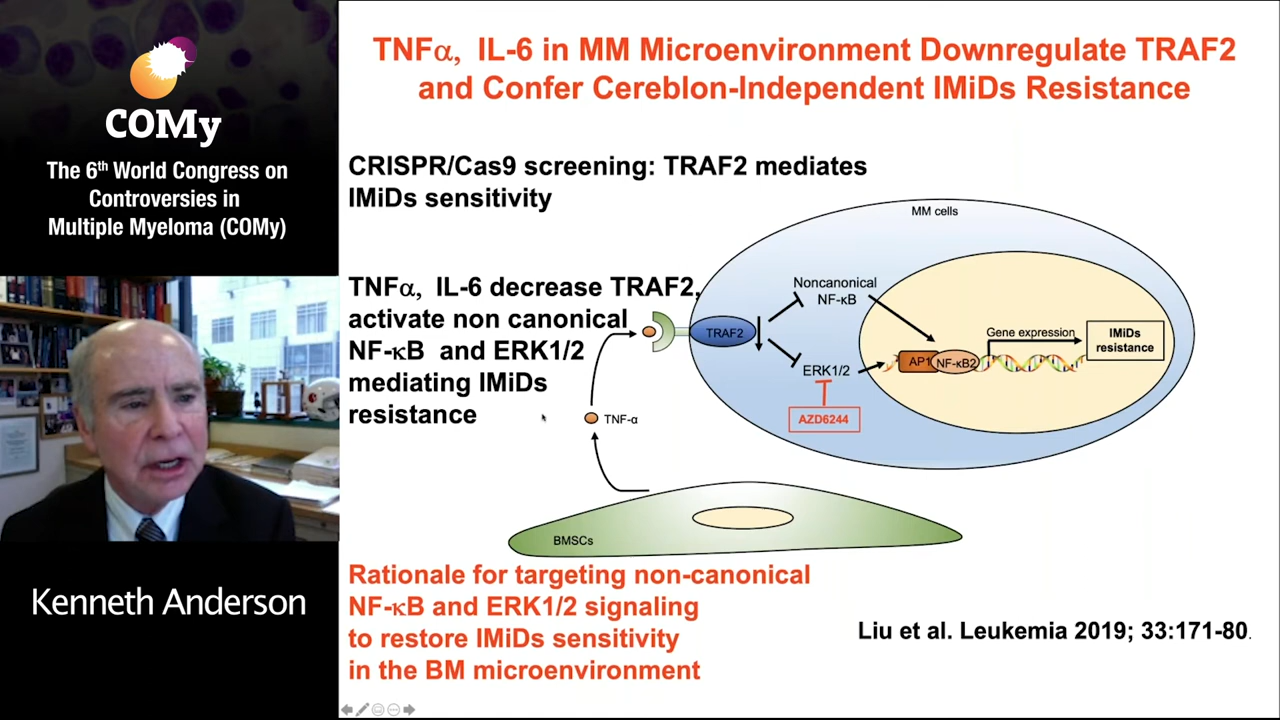 COMy
The 6th World Congress on
Controversies in
Multiple Myeloma (COMy)
Kenneth Anderson
TNFα, IL-6 in MM Microenvironment Downregulate TRAF2
and Confer Cereblon-Independent IMiDs Resistance
CRISPR/Cas9 screening: TRAF2 mediates
IMiDs sensitivity
TNFα, IL-6 decrease TRAF2,
activate non canonical
NF-κB and ERK1/2
mediating IMiDs
resistance
MM cells
Noncanonical
NF-κB
TRAF2
ERK1/2
AZD6244
AP1
NF-κB2
Gene expression
IMiDs
resistance
TNF-α
BMSCs
Rationale for targeting non-canonical
NF-κB and ERK1/2 signaling
to restore IMiDs sensitivity
in the BM microenvironment
Liu et al. Leukemia 2019; 33:171-80.